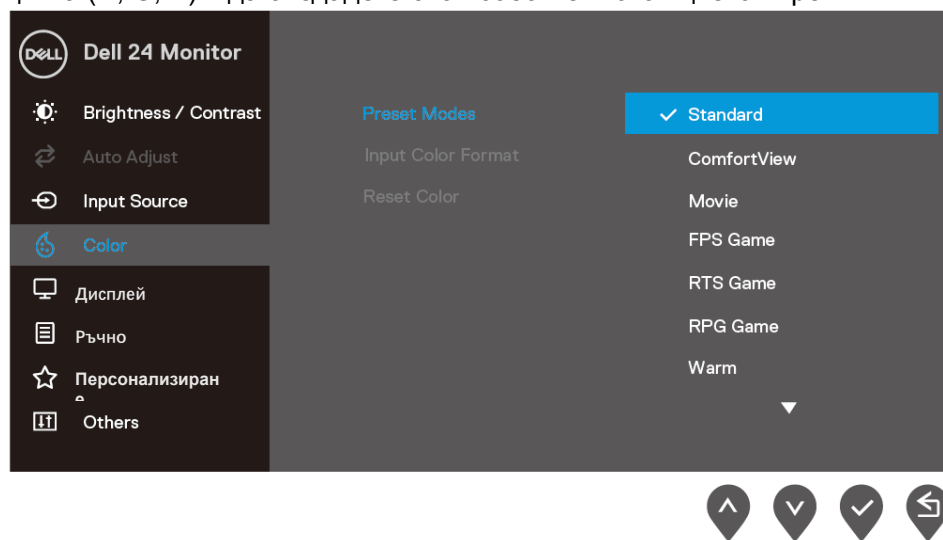 DELL Dell 24 Monitor
Brightness / Contrast
Auto Adjust
Input Source
Color
Дисплей
Ръчно
Персонализиран
Others
Preset Modes
Input Color Format
Reset Color
✓ Standard
ComfortView
Movie
FPS Game
RTS Game
RPG Game
Warm